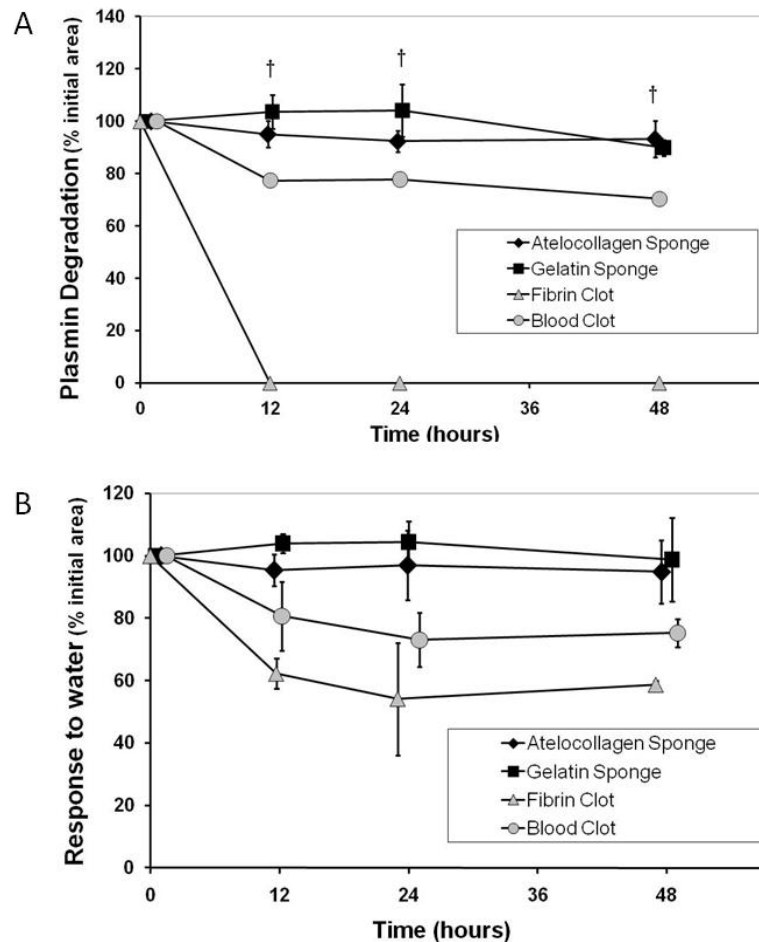 A
Plasmin Degradation (% initial area)
140
120
100
80
60
40
20
0
† † †
Atelocollagen Sponge
Gelatin Sponge
Fibrin Clot
Blood Clot
0 12 24 36 48
Time (hours)
B
Response to water (% initial area)
120
100
80
60
40
20
0
Atelocollagen Sponge
Gelatin Sponge
Fibrin Clot
Blood Clot
0 12 24 36 48
Time (hours)